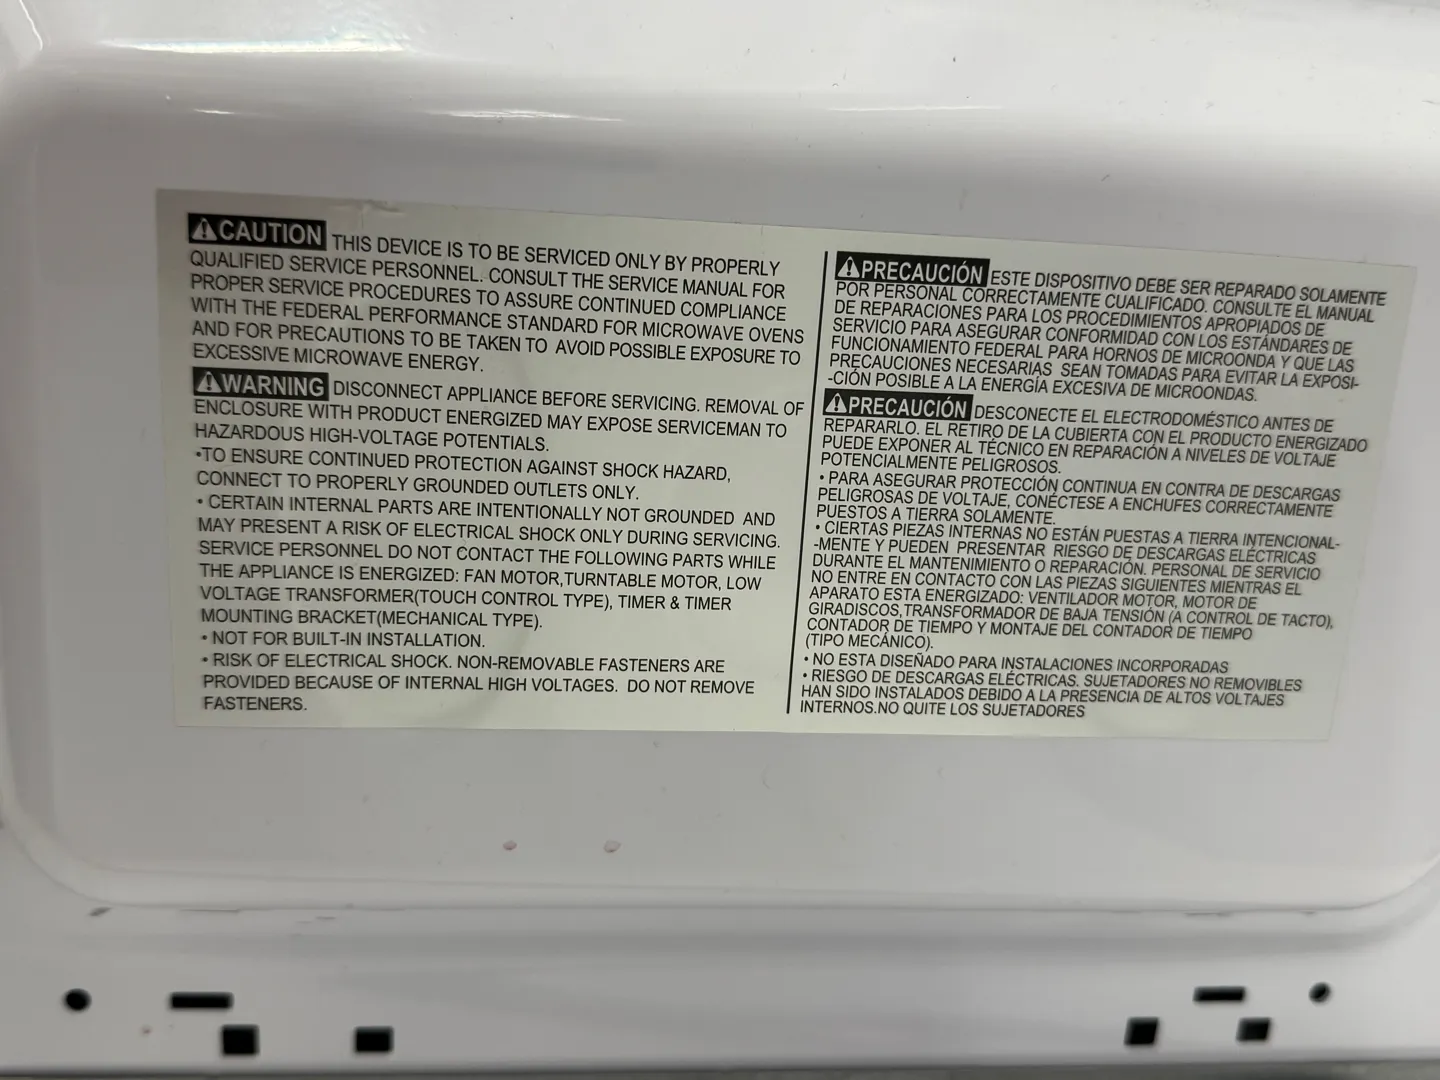 ⚠CAUTION THIS DEVICE IS TO BE SERVICED ONLY BY PROPERLY
QUALIFIED SERVICE PERSONNEL. CONSULT THE SERVICE MANUAL FOR
PROPER SERVICE PROCEDURES TO ASSURE CONTINUED COMPLIANCE
WITH THE FEDERAL PERFORMANCE STANDARD FOR MICROWAVE OVENS
AND FOR PRECAUTIONS TO BE TAKEN TO AVOID POSSIBLE EXPOSURE TO
EXCESSIVE MICROWAVE ENERGY.
⚠WARNING DISCONNECT APPLIANCE BEFORE SERVICING. REMOVAL OF
ENCLOSURE WITH PRODUCT ENERGIZED MAY EXPOSE SERVICEMAN TO
HAZARDOUS HIGH-VOLTAGE POTENTIALS.
•TO ENSURE CONTINUED PROTECTION AGAINST SHOCK HAZARD,
CONNECT TO PROPERLY GROUNDED OUTLETS ONLY.
• CERTAIN INTERNAL PARTS ARE INTENTIONALLY NOT GROUNDED AND
MAY PRESENT A RISK OF ELECTRICAL SHOCK ONLY DURING SERVICING.
SERVICE PERSONNEL DO NOT CONTACT THE FOLLOWING PARTS WHILE
THE APPLIANCE IS ENERGIZED: FAN MOTOR,TURNTABLE MOTOR, LOW
VOLTAGE TRANSFORMER(TOUCH CONTROL TYPE), TIMER & TIMER
MOUNTING BRACKET(MECHANICAL TYPE).
• NOT FOR BUILT-IN INSTALLATION.
• RISK OF ELECTRICAL SHOCK. NON-REMOVABLE FASTENERS ARE
PROVIDED BECAUSE OF INTERNAL HIGH VOLTAGES. DO NOT REMOVE
FASTENERS.
⚠PRECAUCIÓN ESTE DISPOSITIVO DEBE SER REPARADO SOLAMENTE
POR PERSONAL CORRECTAMENTE CUALIFICADO. CONSULTE EL MANUAL
DE REPARACIONES PARA LOS PROCEDIMIENTOS APROPIADOS DE
SERVICIO PARA ASEGURAR CONFORMIDAD CON LOS ESTÁNDARES DE
FUNCIONAMIENTO FEDERAL PARA HORNOS DE MICROONDA Y QUE LAS
PRECAUCIONES NECESARIAS SEAN TOMADAS PARA EVITAR LA EXPOSI-
-CIÓN POSIBLE A LA ENERGÍA EXCESIVA DE MICROONDAS.
⚠PRECAUCIÓN DESCONECTE EL ELECTRODOMÉSTICO ANTES DE
REPARARLO. EL RETIRO DE LA CUBIERTA CON EL PRODUCTO ENERGIZADO
PUEDE EXPONER AL TÉCNICO EN REPARACIÓN A NIVELES DE VOLTAJE
POTENCIALMENTE PELIGROSOS.
• PARA ASEGURAR PROTECCIÓN CONTINUA EN CONTRA DE DESCARGAS
PELIGROSAS DE VOLTAJE, CONÉCTESE A ENCHUFES CORRECTAMENTE
PUESTOS A TIERRA SOLAMENTE.
• CIERTAS PIEZAS INTERNAS NO ESTÁN PUESTAS A TIERRA INTENCIONAL-
-MENTE Y PUEDEN PRESENTAR RIESGO DE DESCARGAS ELÉCTRICAS
DURANTE EL MANTENIMIENTO O REPARACIÓN. PERSONAL DE SERVICIO
NO ENTRE EN CONTACTO CON LAS PIEZAS SIGUIENTES MIENTRAS EL
APARATO ESTA ENERGIZADO: VENTILADOR MOTOR, MOTOR DE
GIRADISCOS,TRANSFORMADOR DE BAJA TENSIÓN (A CONTROL DE TACTO),
CONTADOR DE TIEMPO Y MONTAJE DEL CONTADOR DE TIEMPO
(TIPO MECÁNICO).
• NO ESTA DISEÑADO PARA INSTALACIONES INCORPORADAS
• RIESGO DE DESCARGAS ELÉCTRICAS. SUJETADORES NO REMOVIBLES
HAN SIDO INSTALADOS DEBIDO A LA PRESENCIA DE ALTOS VOLTAJES
INTERNOS.NO QUITE LOS SUJETADORES